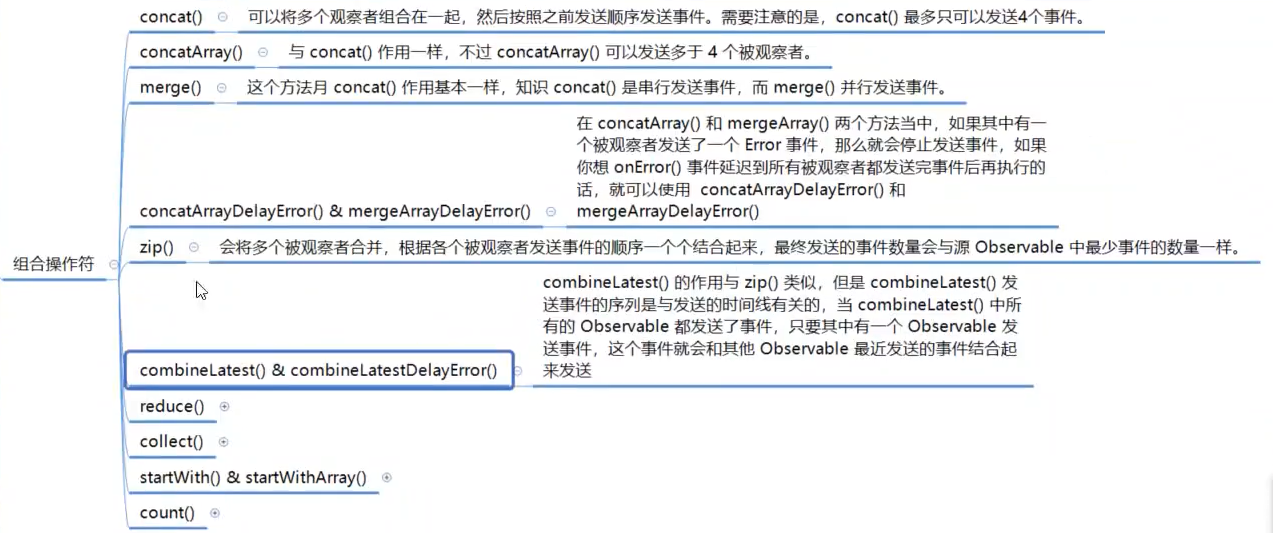 concat()
可以将多个观察者组合在一起，然后按照之前发送顺序发送事件。需要注意的是，concat() 最多只可以发送4个事件。
concatArray()
与 concat() 作用一样，不过 concatArray() 可以发送多于 4 个被观察者。
merge()
这个方法月 concat() 作用基本一样，知识 concat() 是串行发送事件，而 merge() 并行发送事件。
concatArrayDelayError() & mergeArrayDelayError()
在 concatArray() 和 mergeArray() 两个方法当中，如果其中有一
个被观察者发送了一个 Error 事件，那么就会停止发送事件，如果
你想 onError() 事件延迟到所有被观察者都发送完事件后再执行的
话，就可以使用 concatArrayDelayError() 和
mergeArrayDelayError()
组合操作符
zip()
会将多个被观察者合并，根据各个被观察者发送事件的顺序一个个结合起来，最终发送的事件数量会与源 Observable 中最少事件的数量一样。
combineLatest() & combineLatestDelayError()
combineLatest() 的作用与 zip() 类似，但是 combineLatest() 发
送事件的序列是与发送的时间线有关的，当 combineLatest() 中所
有的 Observable 都发送了事件，只要其中有一个 Observable 发
送事件，这个事件就会和其他 Observable 最近发送的事件结合起
来发送
reduce()
collect()
startWith() & startWithArray()
count()